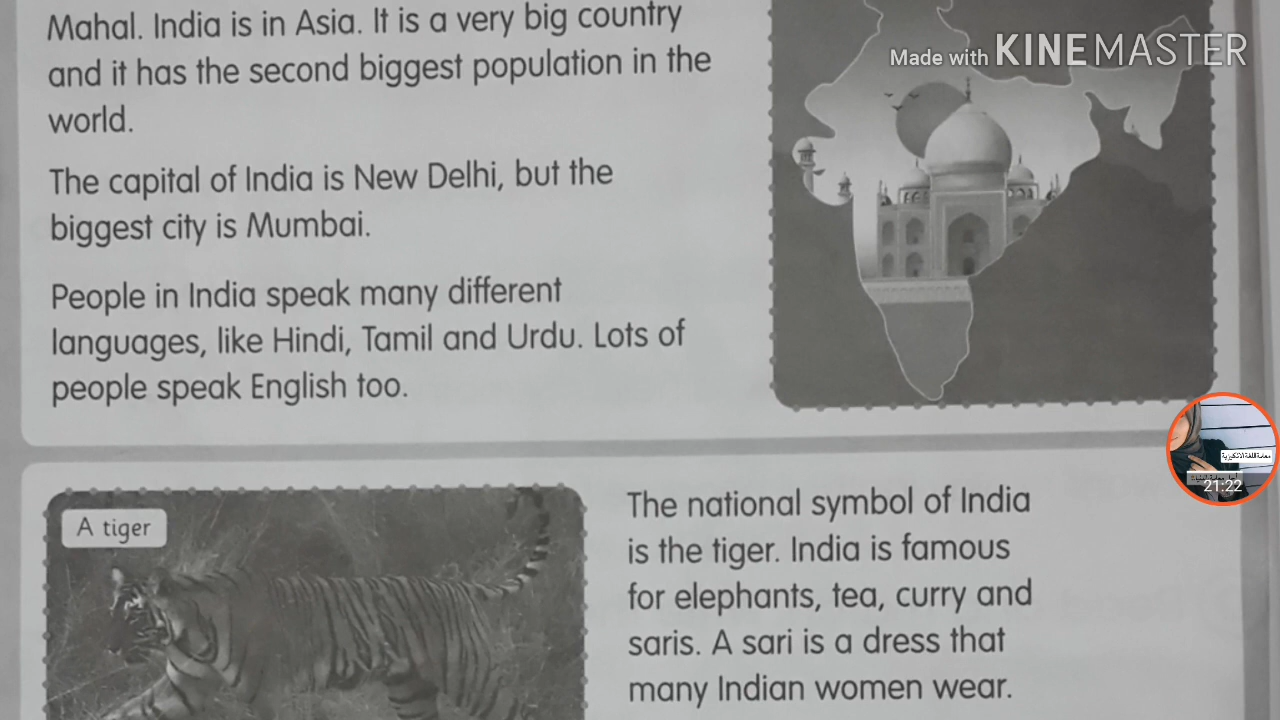 Mahal. India is in Asia. It is a very big country
and it has the second biggest population in the
world.
The capital of India is New Delhi, but the
biggest city is Mumbai.
People in India speak many different
languages, like Hindi, Tamil and Urdu. Lots of
people speak English too.
Made with KINEMASTER
21:22
A tiger
The national symbol of India
is the tiger. India is famous
for elephants, tea, curry and
saris. A sari is a dress that
many Indian women wear.